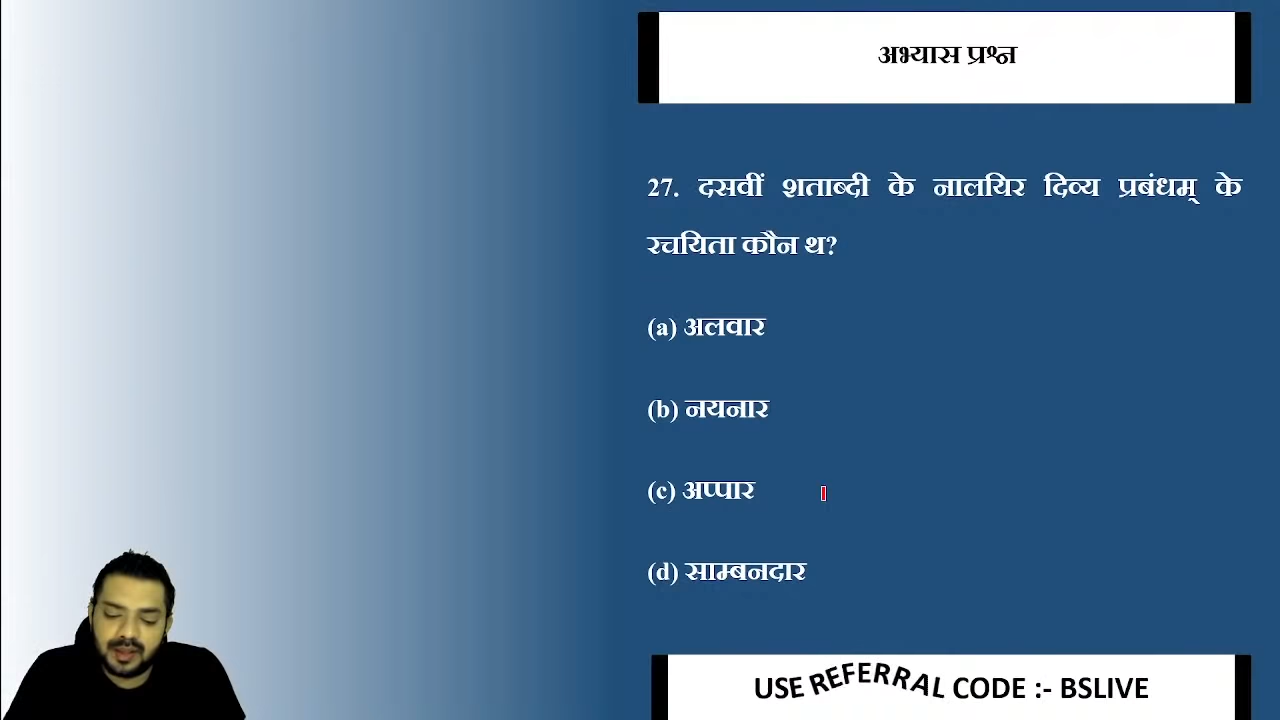 अभ्यास प्रश्न
27. दसवीं शताब्दी के नालयिर दिव्य प्रबंधम् के
रचयिता कौन थ?
(a) अलवार
(b) नयनार
(c) अप्पार
(d) साम्बनदार
USE REFERRAL CODE :- BSLIVE